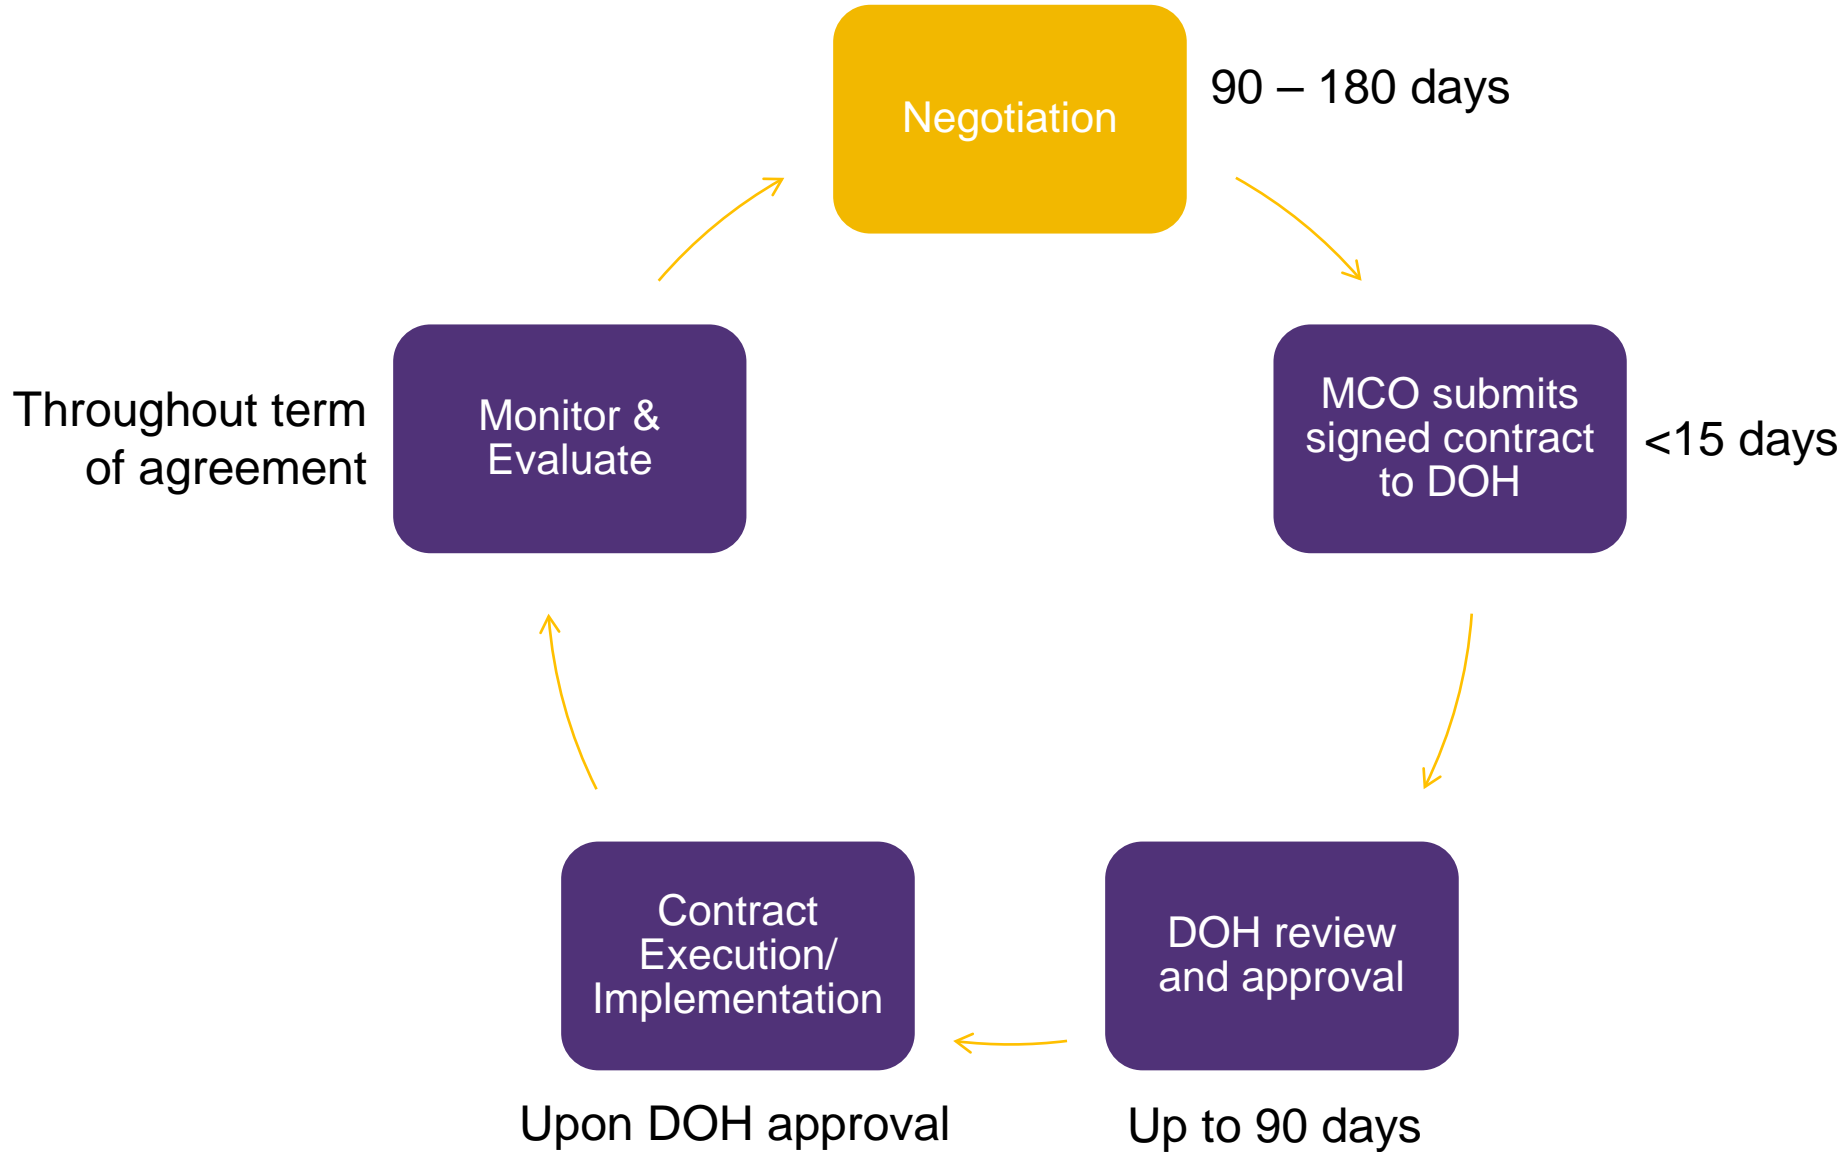 Negotiation
90 – 180 days
MCO submits
signed contract
to DOH
<15 days
DOH review
and approval
Up to 90 days
Contract
Execution/
Implementation
Upon DOH approval
Monitor &
Evaluate
Throughout term
of agreement